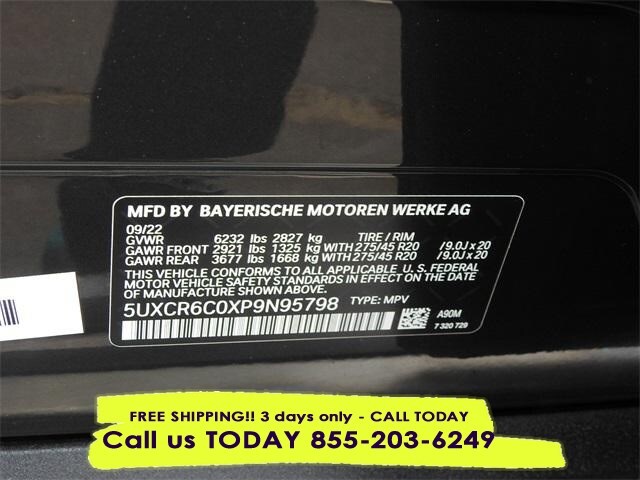 MFD BY BAYERISCHE MOTOREN WERKE AG
09/22
GVWR 6232 lbs 2827 kg TIRE / RIM
GAWR FRONT 2921 lbs 1325 kg WITH 275/45 R20 /9.0J x 20
GAWR REAR 3677 lbs 1668 kg WITH 275/45 R20 /9.0J x 20
THIS VEHICLE CONFORMS TO ALL APPLICABLE U. S. FEDERAL
MOTOR VEHICLE SAFETY, BUMPER, AND THEFT PREVENTION
STANDARDS IN EFFECT ON THE DATE OF MANUFACTURE SHOWN ABOVE.
5UXCR6C0XP9N95798 TYPE: MPV
A90M
7 320 729
FREE SHIPPING!! 3 days only - CALL TODAY
Call us TODAY 855-203-6249